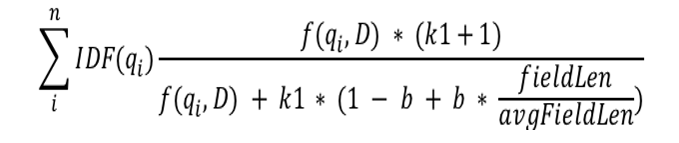 n
∑ IDF(qᵢ) f(qᵢ, D) * (k1 + 1)
i
f(qᵢ, D) + k1 * (1 − b + b * fieldLen / avgFieldLen)